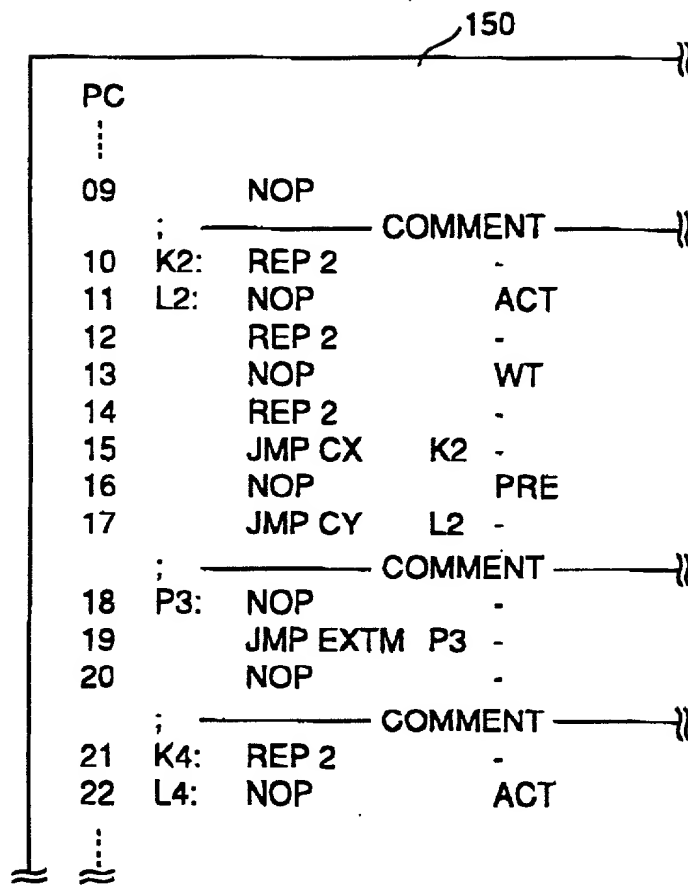 150
PC
09 NOP
; COMMENT
10 K2: REP 2 -
11 L2: NOP ACT
12 REP 2 -
13 NOP WT
14 REP 2 -
15 JMP CX K2 -
16 NOP PRE
17 JMP CY L2 -
; COMMENT
18 P3: NOP -
19 JMP EXTM P3 -
20 NOP -
; COMMENT
21 K4: REP 2 -
22 L4: NOP ACT